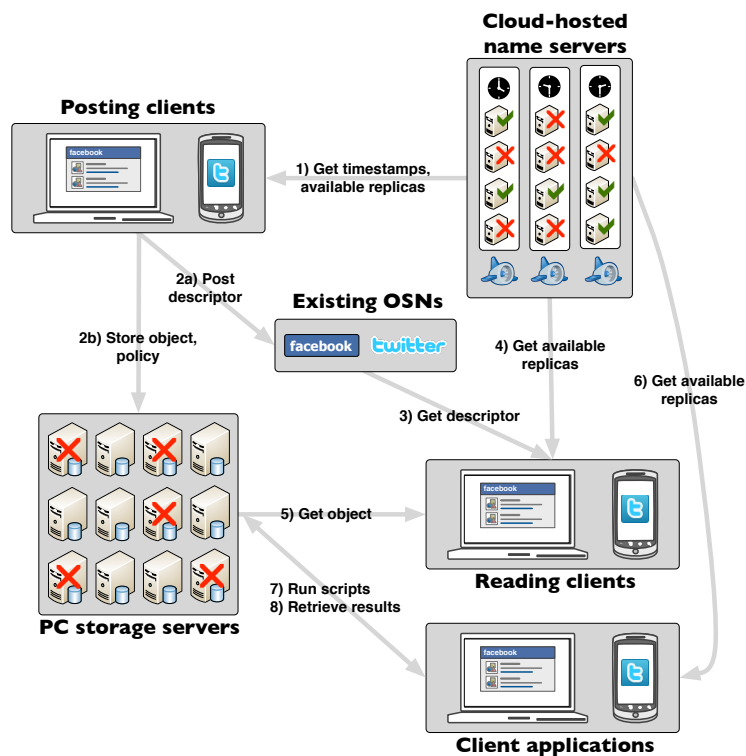 Cloud-hosted
name servers
Posting clients
facebook
1) Get timestamps,
available replicas
2a) Post
descriptor
Existing OSNs
2b) Store object,
policy
facebook
twitter
4) Get available
replicas
6) Get available
replicas
3) Get descriptor
facebook
5) Get object
Reading clients
7) Run scripts
8) Retrieve results
PC storage servers
facebook
Client applications